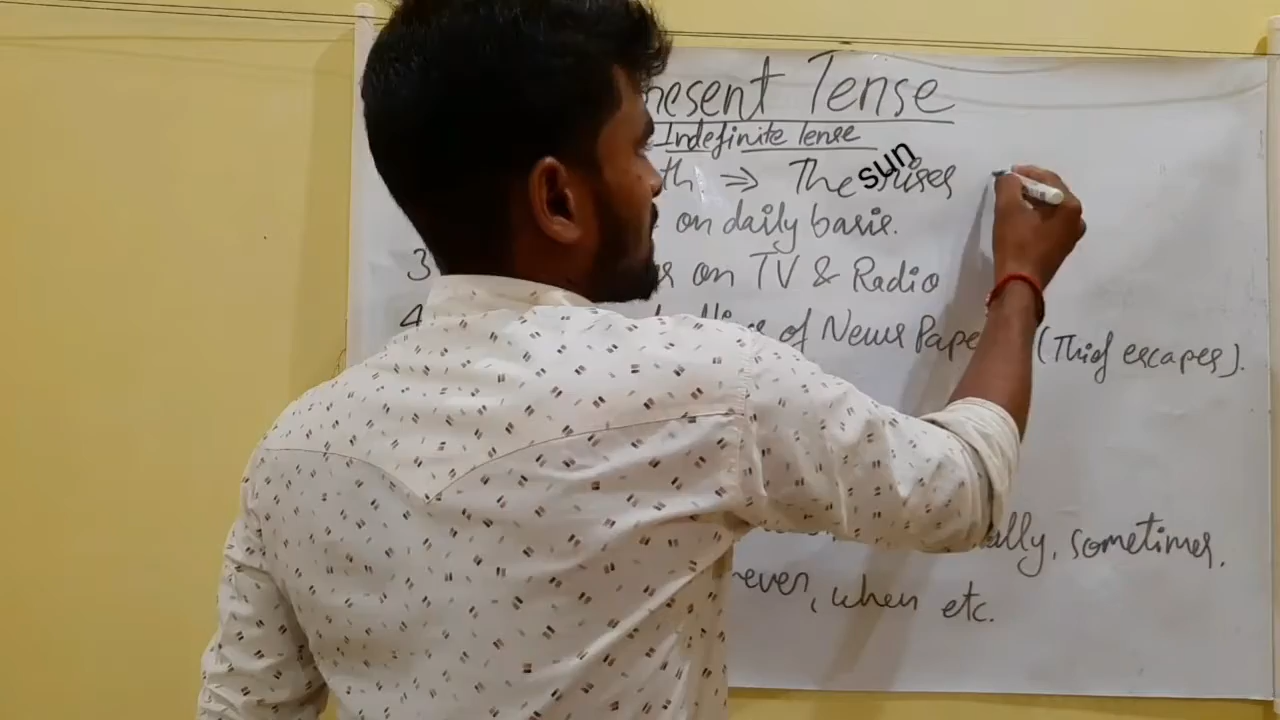 resent Tense
Indefinite Tense
th ⇒ The sun rises
on daily basis.
3 on TV & Radio
4 of News Pape (Thief escapes).
ally, sometimes,
ever, when etc.